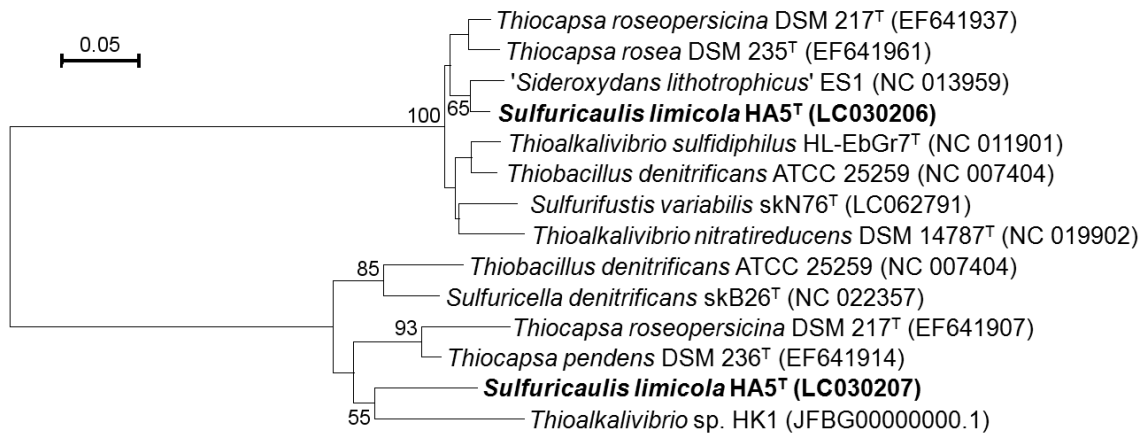 0.05
Thiocapsa roseopersicina DSM 217ᵀ (EF641937)
Thiocapsa rosea DSM 235ᵀ (EF641961)
'Sideroxydans lithotrophicus' ES1 (NC 013959)
65
Sulfuricaulis limicola HA5ᵀ (LC030206)
100
Thioalkalivibrio sulfidiphilus HL-EbGr7ᵀ (NC 011901)
Thiobacillus denitrificans ATCC 25259 (NC 007404)
Sulfurifustis variabilis skN76ᵀ (LC062791)
Thioalkalivibrio nitratireducens DSM 14787ᵀ (NC 019902)
85
Thiobacillus denitrificans ATCC 25259 (NC 007404)
Sulfuricella denitrificans skB26ᵀ (NC 022357)
93
Thiocapsa roseopersicina DSM 217ᵀ (EF641907)
Thiocapsa pendens DSM 236ᵀ (EF641914)
Sulfuricaulis limicola HA5ᵀ (LC030207)
55
Thioalkalivibrio sp. HK1 (JFBG00000000.1)